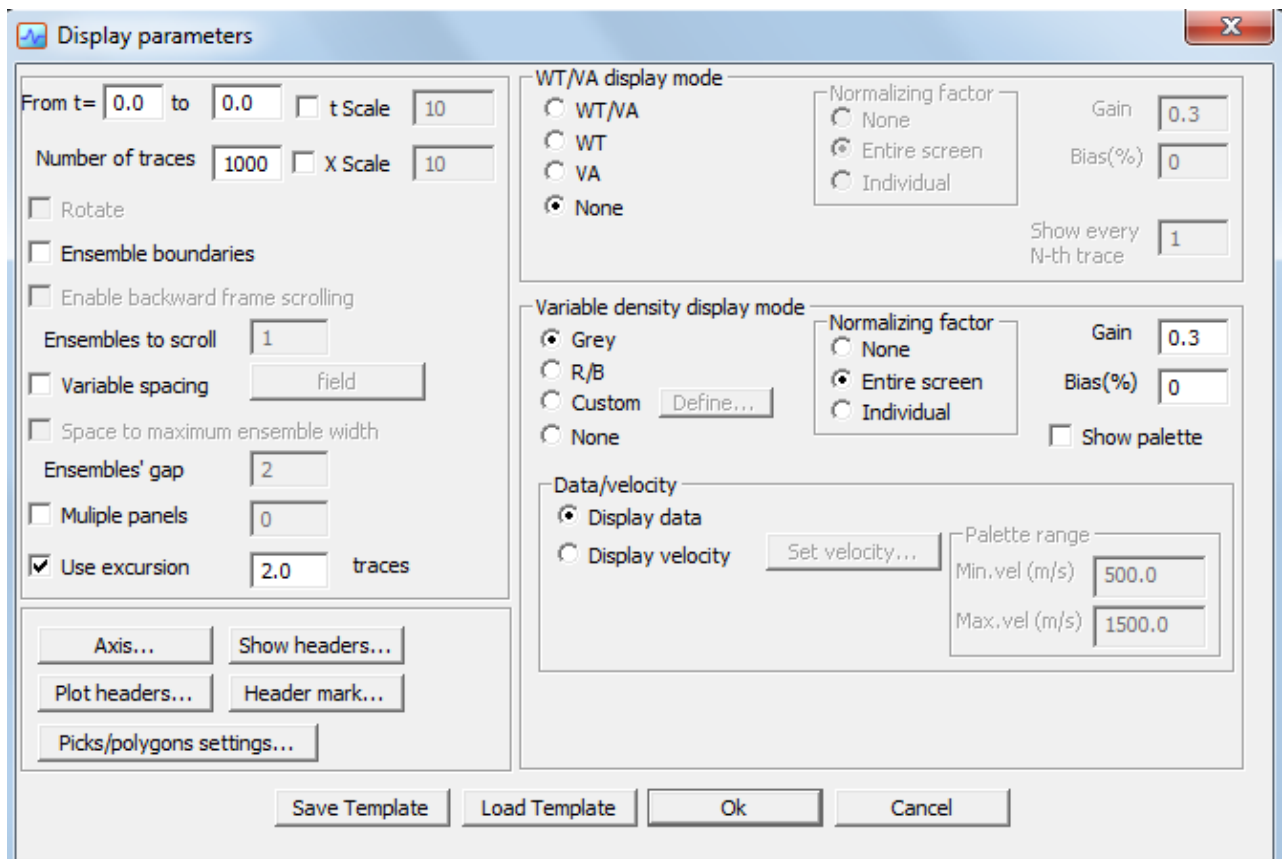 Display parameters
From t= 0.0 to 0.0 t Scale 10
Number of traces 1000 X Scale 10
Rotate
Ensemble boundaries
Enable backward frame scrolling
Ensembles to scroll 1
Variable spacing field
Space to maximum ensemble width
Ensembles' gap 2
Muliple panels 0
Use excursion 2.0 traces
Axis... Show headers...
Plot headers... Header mark...
Picks/polygons settings...
WT/VA display mode
WT/VA
WT
VA
None
Normalizing factor
None
Entire screen
Individual
Gain 0.3
Bias(%) 0
Show every
N-th trace 1
Variable density display mode
Grey
R/B
Custom Define...
None
Normalizing factor
None
Entire screen
Individual
Gain 0.3
Bias(%) 0
Show palette
Data/velocity
Display data
Display velocity Set velocity...
Palette range
Min.vel (m/s) 500.0
Max.vel (m/s) 1500.0
Save Template Load Template Ok Cancel